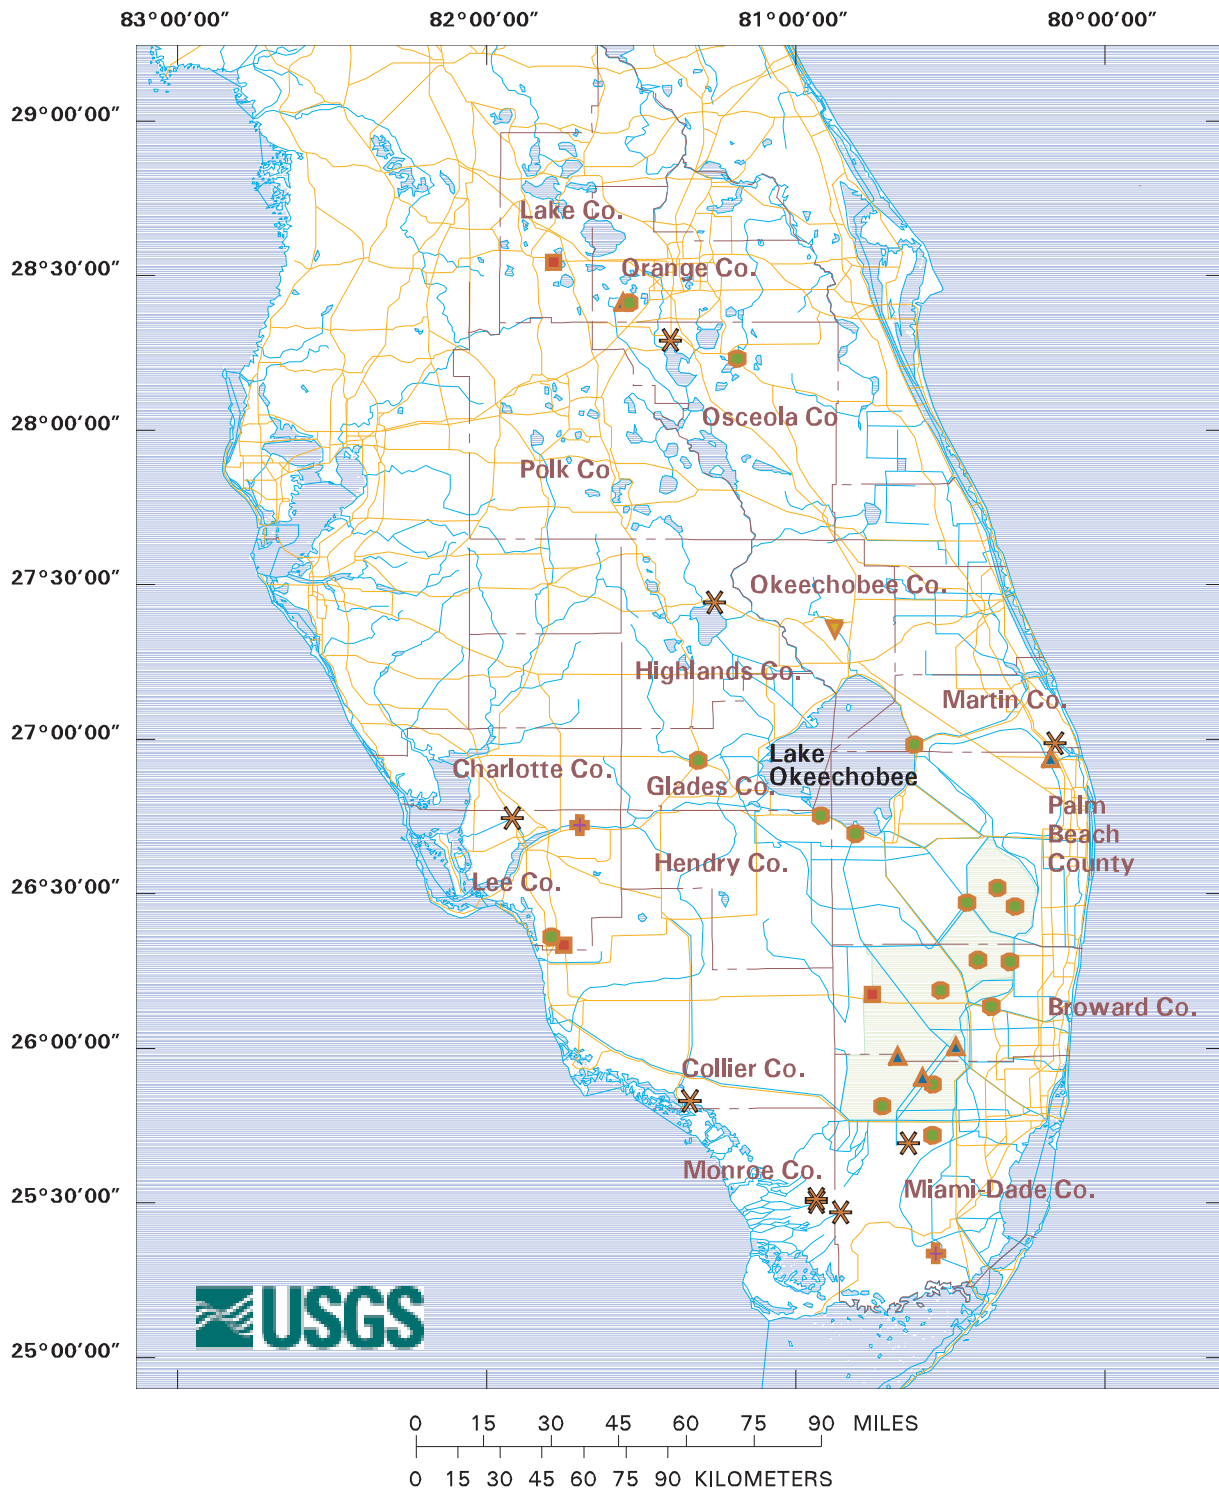 83°00'00" 82°00'00" 81°00'00" 80°00'00"
29°00'00"
Lake Co.
28°30'00"
Orange Co.
28°00'00"
Osceola Co
Polk Co
27°30'00"
Okeechobee Co.
Highlands Co.
Martin Co.
27°00'00"
Lake
Okeechobee
Charlotte Co.
Glades Co.
Palm
Beach
County
Hendry Co.
Lee Co.
26°30'00"
Broward Co.
26°00'00"
Collier Co.
Monroe Co.
25°30'00"
Miami-Dade Co.
USGS
25°00'00"
0 15 30 45 60 75 90 MILES
0 15 30 45 60 75 90 KILOMETERS